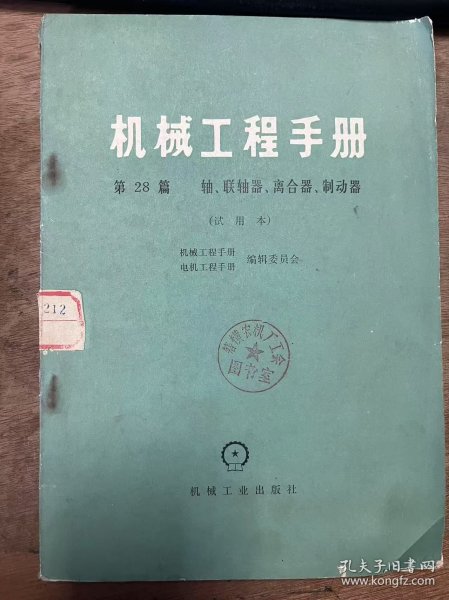 机械工程手册
第 28 篇 轴、联轴器、离合器、制动器
(试用本)
机械工程手册
电机工程手册 编辑委员会
212
机械工业出版社
孔夫子旧书网
www.kongfz.com